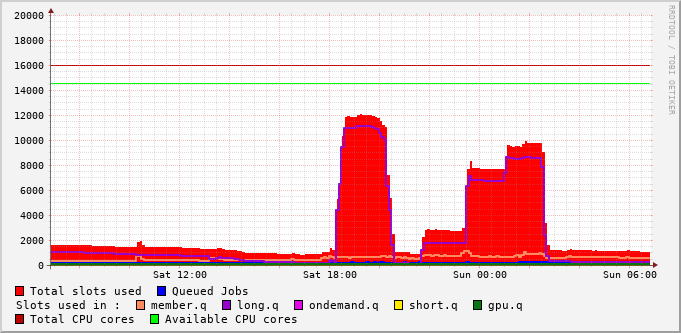 RRDTOOL / TOBI OETIKER
20000
18000
16000
14000
12000
10000
8000
6000
4000
2000
0
Sat 12:00 Sat 18:00 Sun 00:00 Sun 06:00
Total slots used Queued Jobs
Slots used in : member.q long.q ondemand.q short.q gpu.q
Total CPU cores Available CPU cores